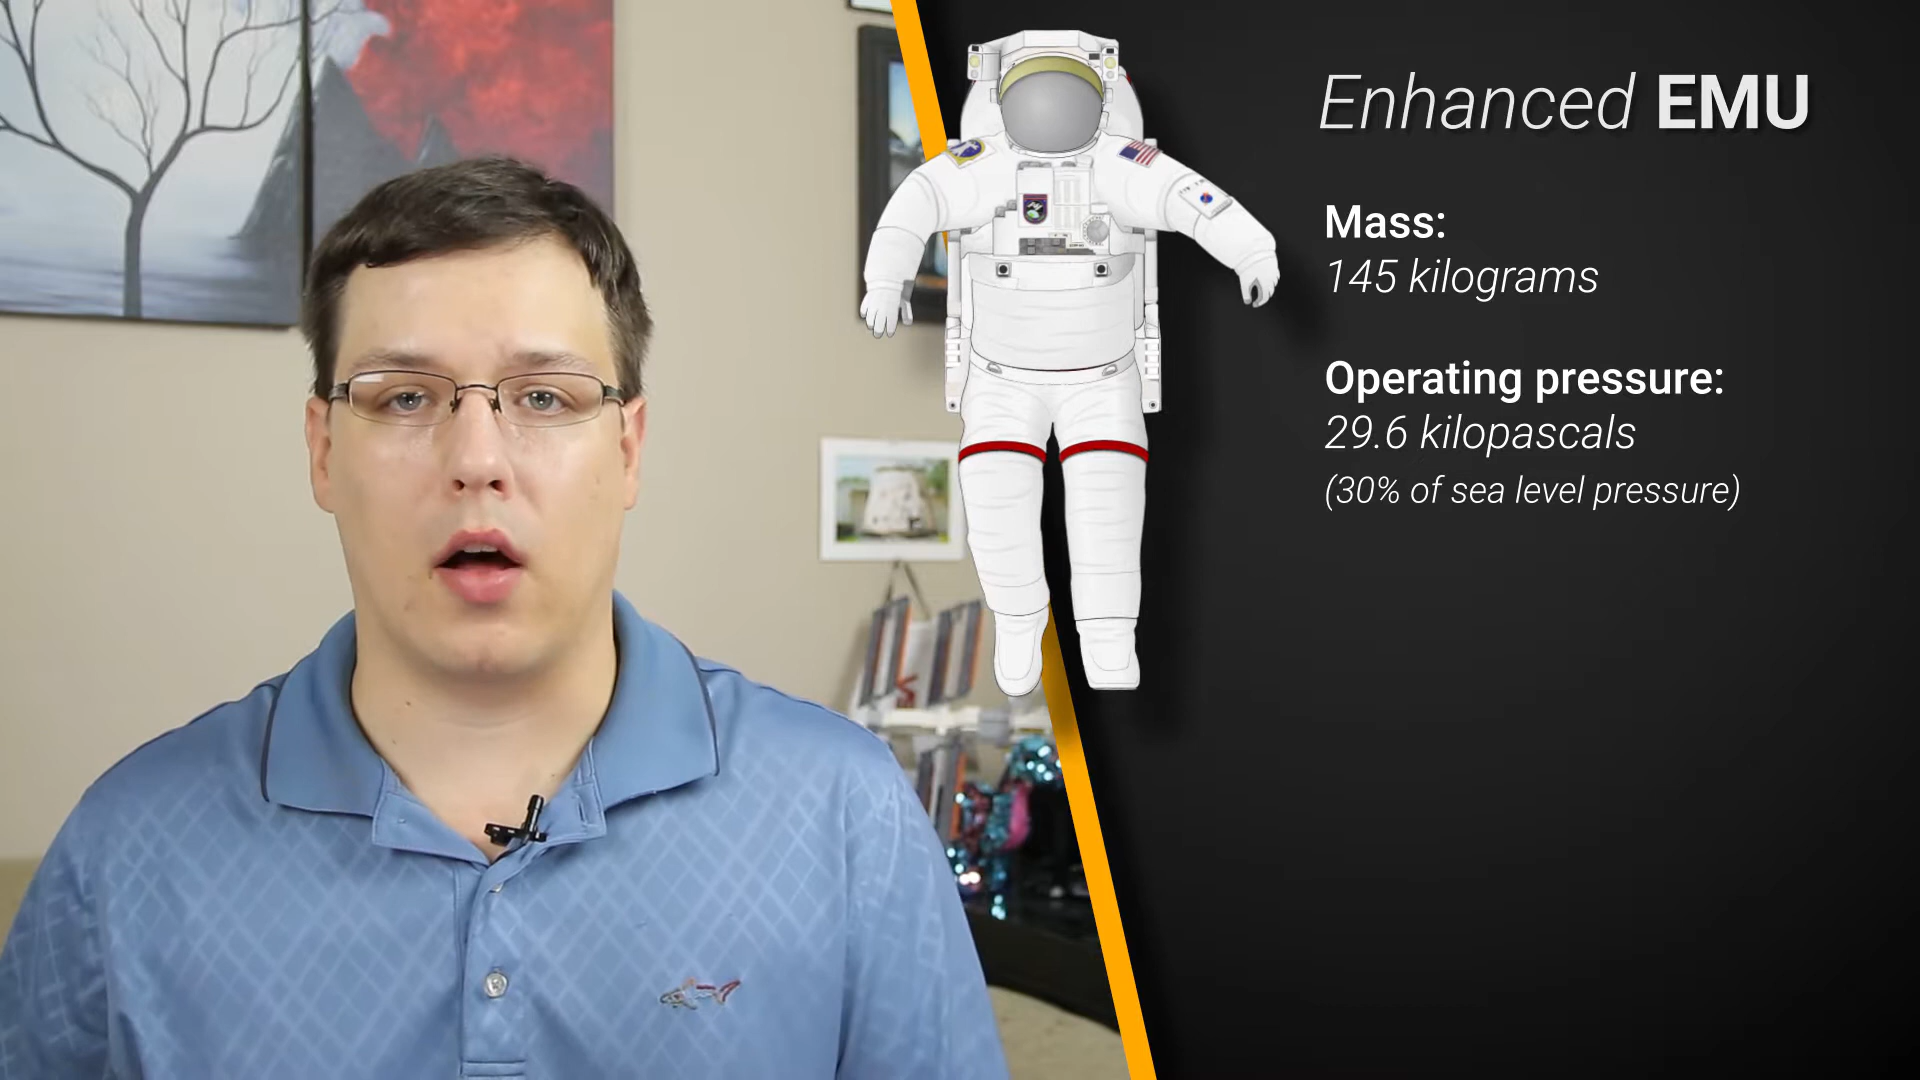 Enhanced EMU
Mass:
145 kilograms
Operating pressure:
29.6 kilopascals
(30% of sea level pressure)